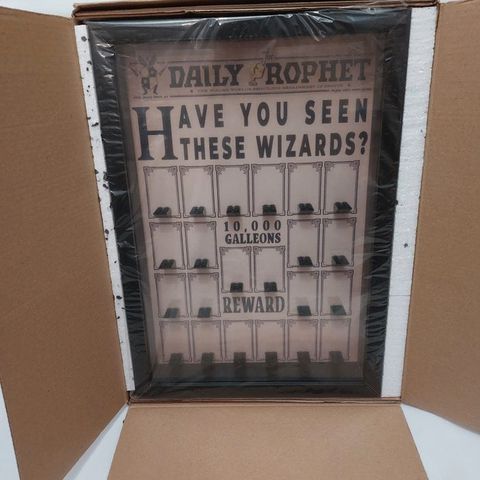 DAILY PROPHET
HAVE YOU SEEN
THESE WIZARDS?
10,000
GALLEONS
REWARD